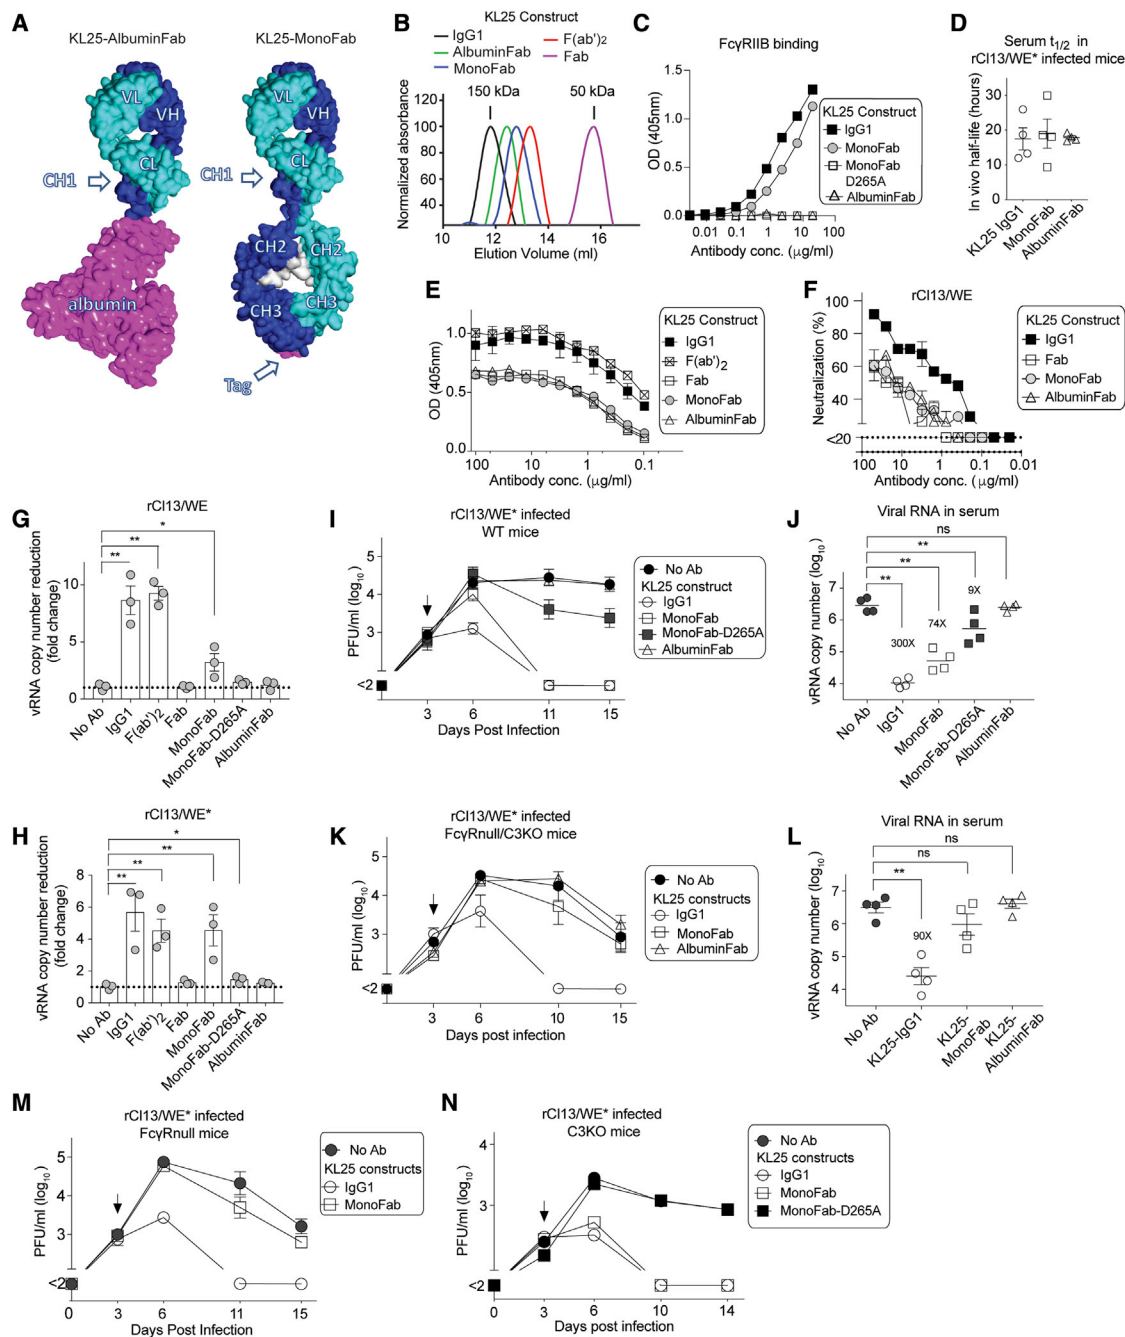 A
KL25-AlbuminFab
KL25-MonoFab
VL
VH
CL
CH1
albumin
VL
VH
CL
CH1
CH2
CH2
CH3
CH3
Tag
B
KL25 Construct
IgG1
AlbuminFab
MonoFab
F(ab')2
Fab
150 kDa
50 kDa
Normalized absorbance
120
100
80
60
40
10
12
14
16
Elution Volume (ml)
C
FcγRIIB binding
OD (405nm)
1.5
1.0
0.5
0.0
0.01
0.1
1
10
100
Antibody conc. (μg/ml)
KL25 Construct
IgG1
MonoFab
MonoFab
D265A
AlbuminFab
D
Serum t1/2 in
rCl13/WE* infected mice
In vivo half-life (hours)
40
30
20
10
0
KL25 IgG1
MonoFab
AlbuminFab
E
OD (405nm)
1.0
0.5
0.0
100
10
1
0.1
Antibody conc. (μg/ml)
KL25 Construct
IgG1
F(ab')2
Fab
MonoFab
AlbuminFab
F
rCl13/WE
Neutralization (%)
100
80
60
40
<20
100
10
1
0.1
0.01
Antibody conc. (μg/ml)
KL25 Construct
IgG1
Fab
MonoFab
AlbuminFab
G
rCl13/WE
*
**
**
vRNA copy number reduction
(fold change)
10
5
0
No Ab
IgG1
F(ab')2
Fab
MonoFab
MonoFab-D265A
AlbuminFab
I
rCl13/WE* infected
WT mice
PFU/ml (log10)
5
4
3
<2
3
6
11
15
Days Post Infection
No Ab
KL25 construct
IgG1
MonoFab
MonoFab-D265A
AlbuminFab
J
Viral RNA in serum
ns
**
**
**
9X
74X
300X
vRNA copy number (log10)
7
6
5
4
3
No Ab
IgG1
MonoFab
MonoFab-D265A
AlbuminFab
H
rCl13/WE*
*
**
**
**
vRNA copy number reduction
(fold change)
8
6
4
2
0
No Ab
IgG1
F(ab')2
Fab
MonoFab
MonoFab-D265A
AlbuminFab
K
rCl13/WE* infected
FcγRnull/C3KO mice
PFU/ml (log10)
5
4
3
<2
3
6
10
15
Days post infection
No Ab
KL25 constructs
IgG1
MonoFab
AlbuminFab
L
Viral RNA in serum
ns
ns
**
90X
vRNA copy number (log10)
7
6
5
4
3
No Ab
KL25-IgG1
KL25-
MonoFab
KL25-
AlbuminFab
M
rCl13/WE* infected
FcγRnull mice
PFU/ml (log10)
5
4
3
<2
0
3
6
11
15
Days Post Infection
No Ab
KL25 constructs
IgG1
MonoFab
N
rCl13/WE* infected
C3KO mice
PFU/ml (log10)
4
3
<2
0
3
6
10
14
Days post infection
No Ab
KL25 constructs
IgG1
MonoFab
MonoFab-D265A